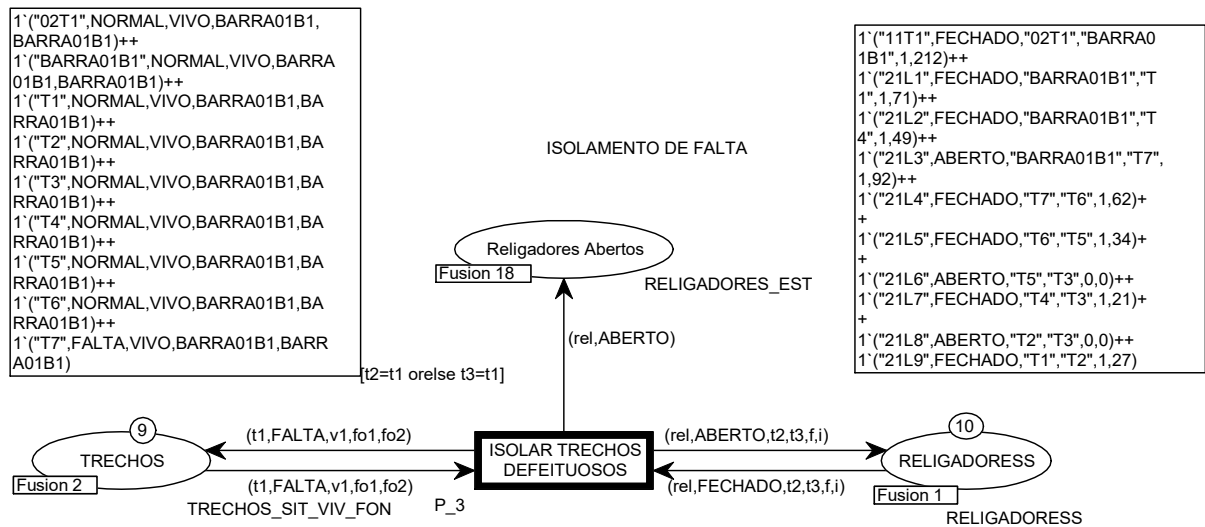 1`("02T1",NORMAL,VIVO,BARRA01B1,
BARRA01B1)++
1`("BARRA01B1",NORMAL,VIVO,BARRA
01B1,BARRA01B1)++
1`("T1",NORMAL,VIVO,BARRA01B1,BA
RRA01B1)++
1`("T2",NORMAL,VIVO,BARRA01B1,BA
RRA01B1)++
1`("T3",NORMAL,VIVO,BARRA01B1,BA
RRA01B1)++
1`("T4",NORMAL,VIVO,BARRA01B1,BA
RRA01B1)++
1`("T5",NORMAL,VIVO,BARRA01B1,BA
RRA01B1)++
1`("T6",NORMAL,VIVO,BARRA01B1,BA
RRA01B1)++
1`("T7",FALTA,VIVO,BARRA01B1,BARR
A01B1)
1`("11T1",FECHADO,"02T1","BARRA0
1B1",1,212)++
1`("21L1",FECHADO,"BARRA01B1","T
1",1,71)++
1`("21L2",FECHADO,"BARRA01B1","T
4",1,49)++
1`("21L3",ABERTO,"BARRA01B1","T7",
1,92)++
1`("21L4",FECHADO,"T7","T6",1,62)+
+
1`("21L5",FECHADO,"T6","T5",1,34)+
+
1`("21L6",ABERTO,"T5","T3",0,0)++
1`("21L7",FECHADO,"T4","T3",1,21)+
+
1`("21L8",ABERTO,"T2","T3",0,0)++
1`("21L9",FECHADO,"T1","T2",1,27)
ISOLAMENTO DE FALTA
Religadores Abertos
Fusion 18
RELIGADORES_EST
(rel,ABERTO)
[t2=t1 orelse t3=t1]
9
TRECHOS
Fusion 2
(t1,FALTA,v1,fo1,fo2)
(t1,FALTA,v1,fo1,fo2)
TRECHOS_SIT_VIV_FON
P_3
ISOLAR TRECHOS
DEFEITUOSOS
(rel,ABERTO,t2,t3,f,i)
(rel,FECHADO,t2,t3,f,i)
10
RELIGADORESS
Fusion 1
RELIGADORESS